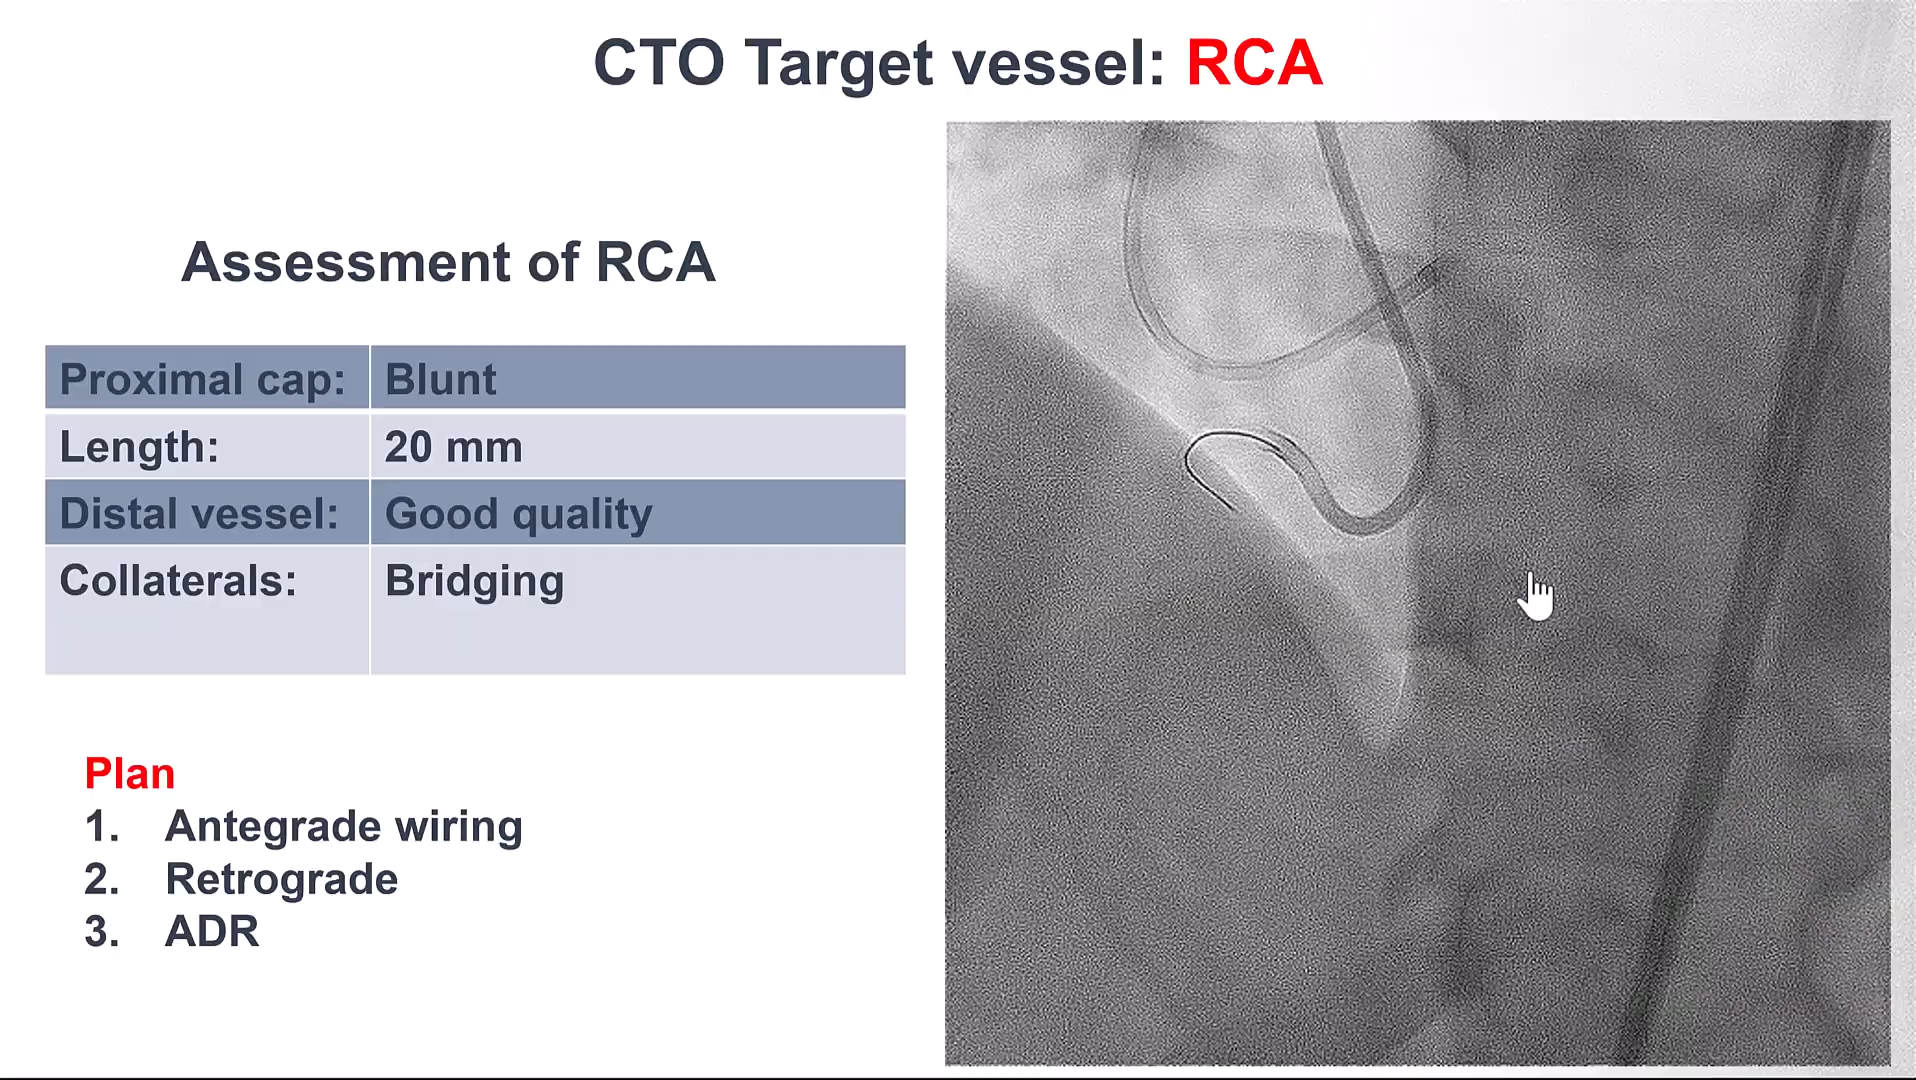 CTO Target vessel: RCA
Assessment of RCA
Proximal cap: Blunt
Length: 20 mm
Distal vessel: Good quality
Collaterals: Bridging
Plan
1. Antegrade wiring
2. Retrograde
3. ADR